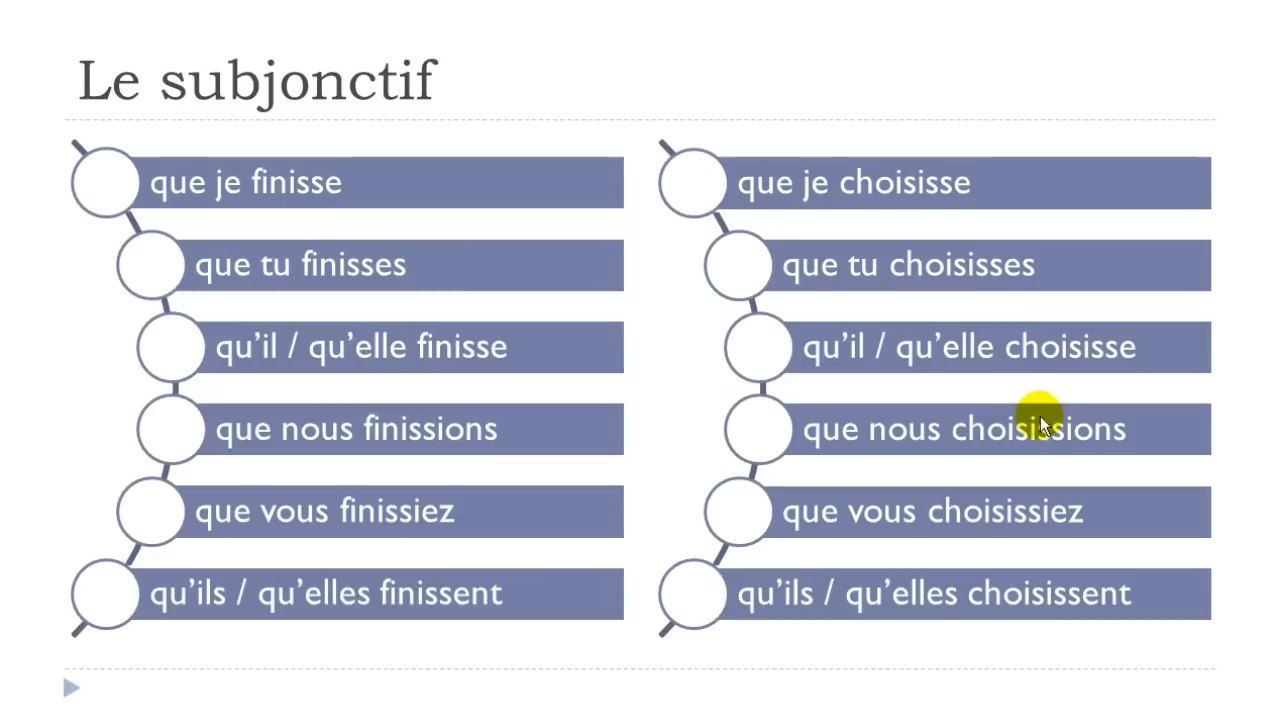 Le subjonctif
que je finisse
que tu finisses
qu’il / qu’elle finisse
que nous finissions
que vous finissiez
qu’ils / qu’elles finissent
que je choisisse
que tu choisisses
qu’il / qu’elle choisisse
que nous choisissions
que vous choisissiez
qu’ils / qu’elles choisissent